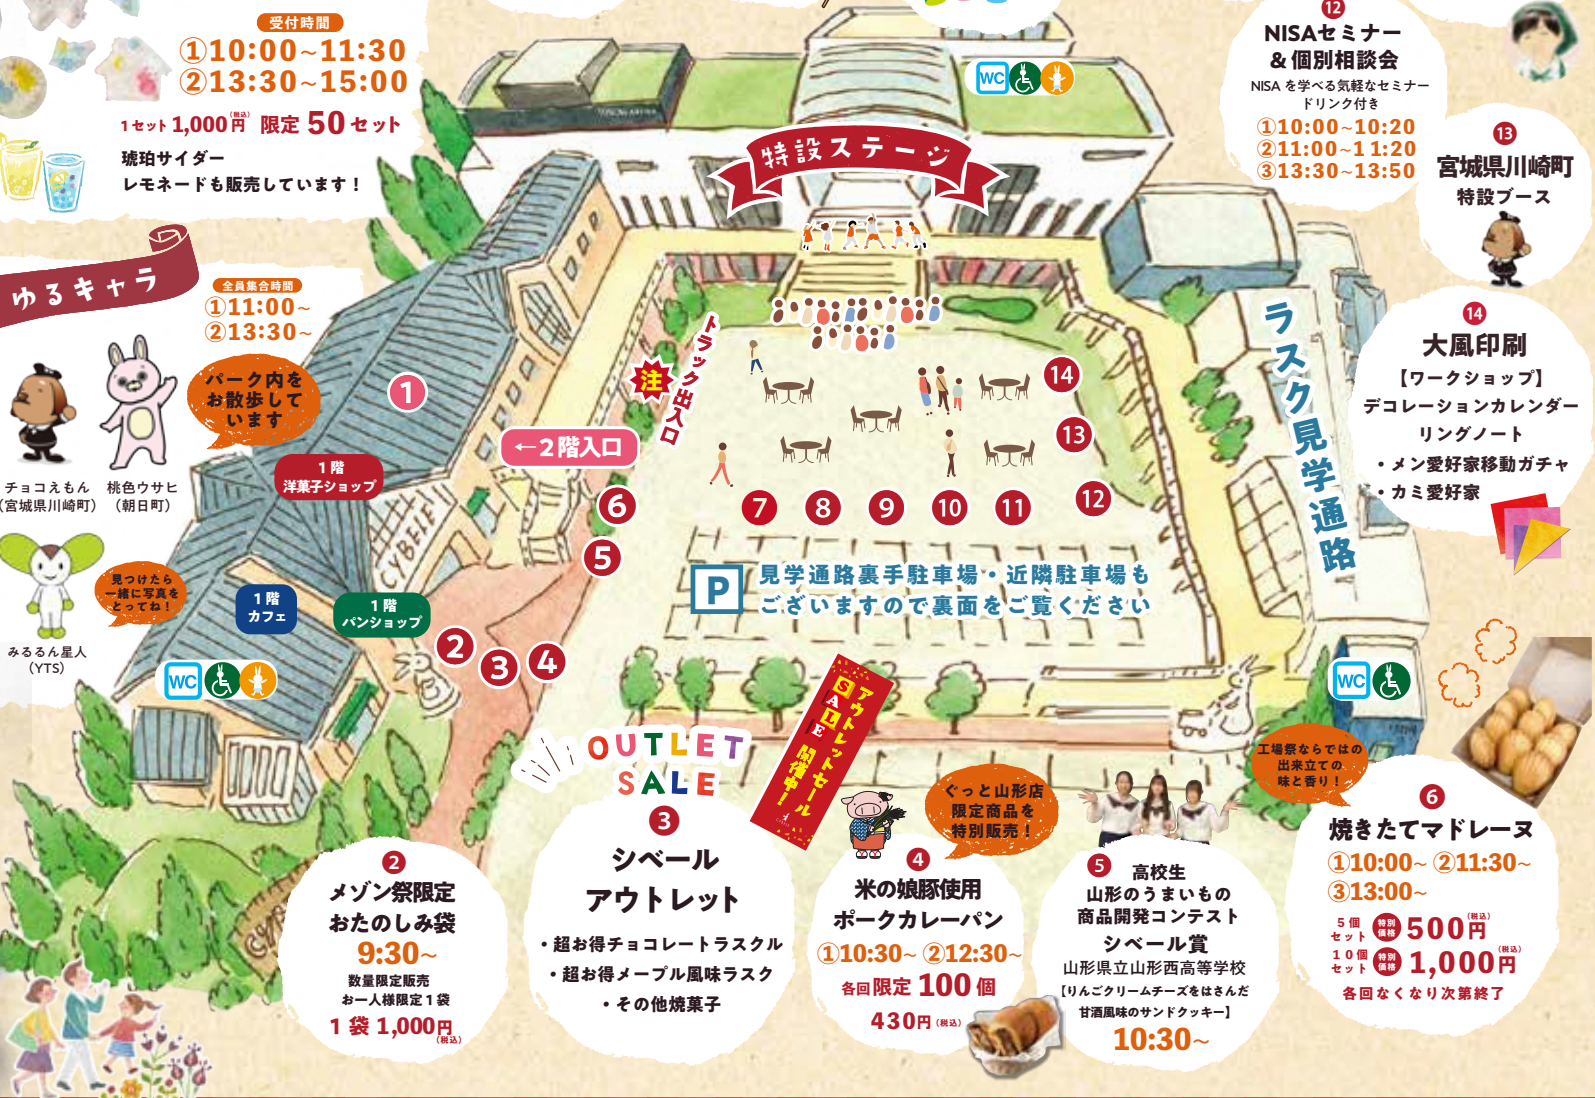 受付時間
①10:00～11:30
②13:30～15:00
1セット 1,000円(税込) 限定 50セット
琥珀サイダー
レモネードも販売しています！
ゆるキャラ
全員集合時間
①11:00～
②13:30～
パーク内を
お散歩して
います
チョコえもん
（宮城県川崎町）
桃色ウサヒ
（朝日町）
見つけたら
一緒に写真を
とってね！
みるるん星人
（YTS）
WC
特設ステージ
トラック出入口
注
←2階入口
1
1階
洋菓子ショップ
CYBELE
1階
カフェ
1階
パンショップ
WC
2
3
4
5
6
7
8
9
10
11
12
13
14
P
見学通路裏手駐車場・近隣駐車場も
ございますので裏面をご覧ください
ラスク見学通路
WC
12
NISAセミナー
＆個別相談会
NISAを学べる気軽なセミナー
ドリンク付き
①10:00～10:20
②11:00～11:20
③13:30～13:50
13
宮城県川崎町
特設ブース
14
大風印刷
【ワークショップ】
デコレーションカレンダー
リングノート
・メン愛好家移動ガチャ
・カミ愛好家
2
メゾン祭限定
おたのしみ袋
9:30～
数量限定販売
お一人様限定1袋
1袋 1,000円
(税込)
OUTLET
SALE
3
シベール
アウトレット
・超お得チョコレートラスクル
・超お得メープル風味ラスク
・その他焼菓子
アウトレットセール
SALE 開催中！
ぐっと山形店
限定商品を
特別販売！
4
米の娘豚使用
ポークカレーパン
①10:30～ ②12:30～
各回限定 100個
430円(税込)
5
高校生
山形のうまいもの
商品開発コンテスト
シベール賞
山形県立山形西高等学校
【りんごクリームチーズをはさんだ
甘酒風味のサンドクッキー】
10:30～
工場祭ならではの
出来立ての
味と香り！
6
焼きたてマドレーヌ
①10:00～ ②11:30～
③13:00～
5個
セット 特別価格 500円(税込)
10個
セット 特別価格 1,000円(税込)
各回なくなり次第終了